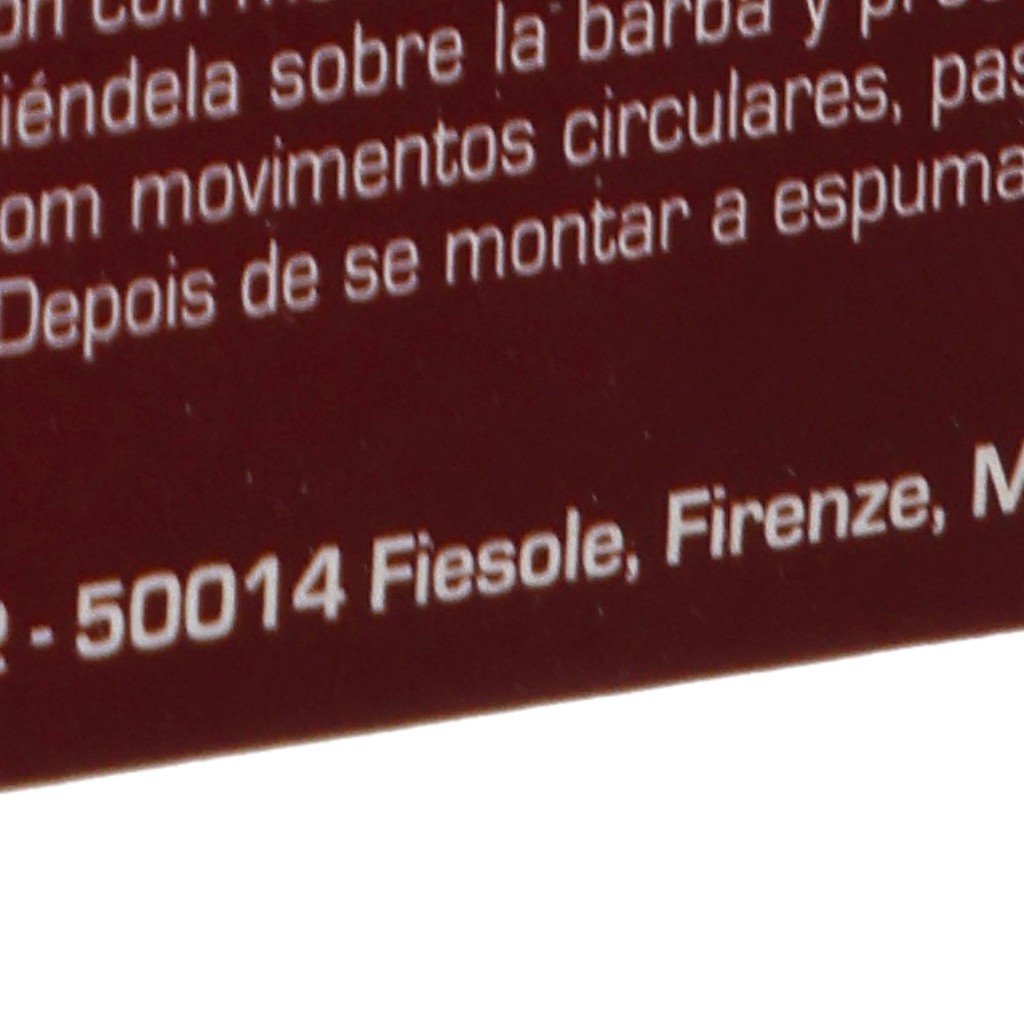 iéndela sobre la barba y
om movimentos circulares, pas
Depois de se montar a espuma
- 50014 Fiesole, Firenze, M